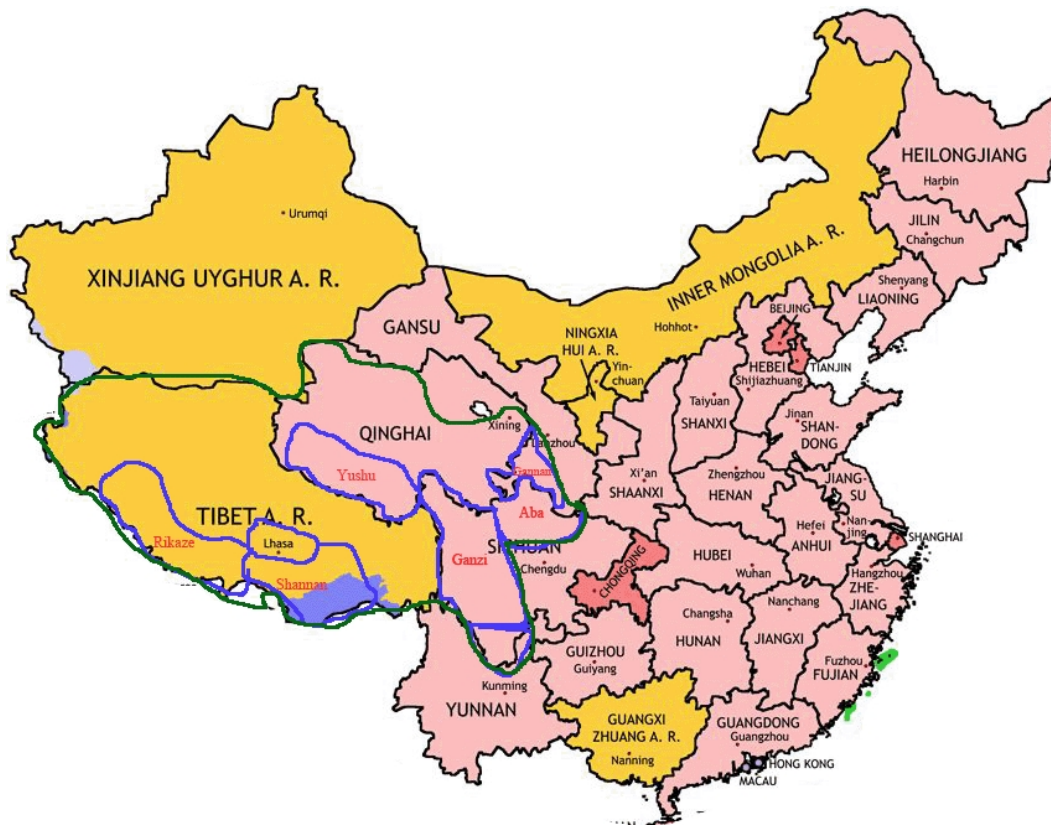 HEILONGJIANG
Harbin
JILIN
Changchun
Urumqi
XINJIANG UYGHUR A. R.
INNER MONGOLIA A. R.
Shenyang
LIAONING
BEIJING
GANSU
Hohhot
NINGXIA
HUI A. R.
Yin-
chuan
HEBEI
TIANJIN
Shijiazhuang
Taiyuan
SHANXI
Jinan
SHAN-
DONG
QINGHAI
Xining
Lanzhou
Yushu
Gannan
Xi'an
SHAANXI
Zhengzhou
HENAN
JIANG-
SU
TIBET A. R.
Rikaze
Lhasa
Shannan
Aba
SICHUAN
Ganzi
Chengdu
CHONGQING
HUBEI
Wuhan
Hefei
ANHUI
Nan-
jing
SHANGHAI
Hangzhou
ZHE-
JIANG
Changsha
HUNAN
Nanchang
JIANGXI
GUIZHOU
Guiyang
Fuzhou
FUJIAN
Kunming
YUNNAN
GUANGXI
ZHUANG A. R.
Nanning
GUANGDONG
Guangzhou
HONG KONG
MACAU